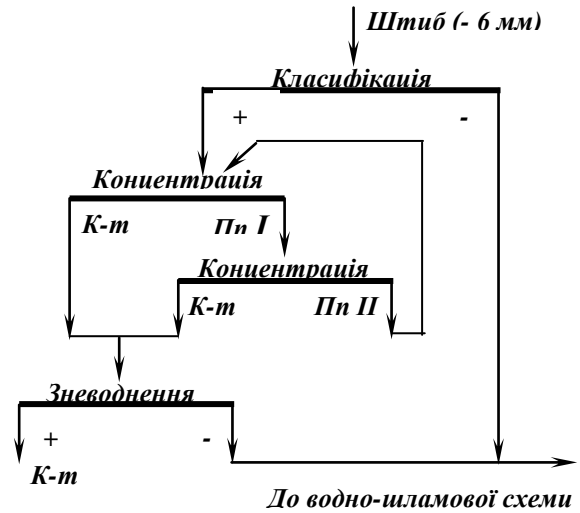 Штиб (- 6 мм)
Класифікація
+ -
Концентрація
К-т Пп I
Концентрація
К-т Пп II
Зневоднення
+ -
К-т
До водно-шламової схеми